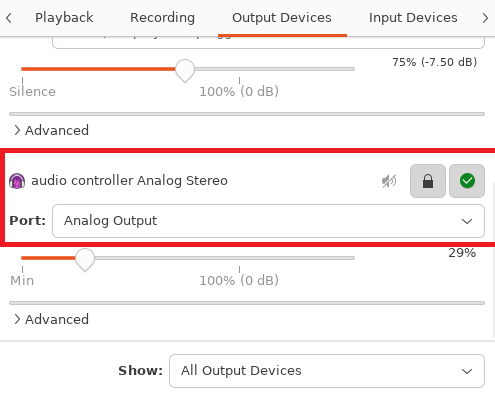 Playback Recording Output Devices Input Devices
75% (-7.50 dB)
Silence 100% (0 dB)
Advanced
audio controller Analog Stereo
Port: Analog Output
29%
Min 100% (0 dB)
Advanced
Show: All Output Devices